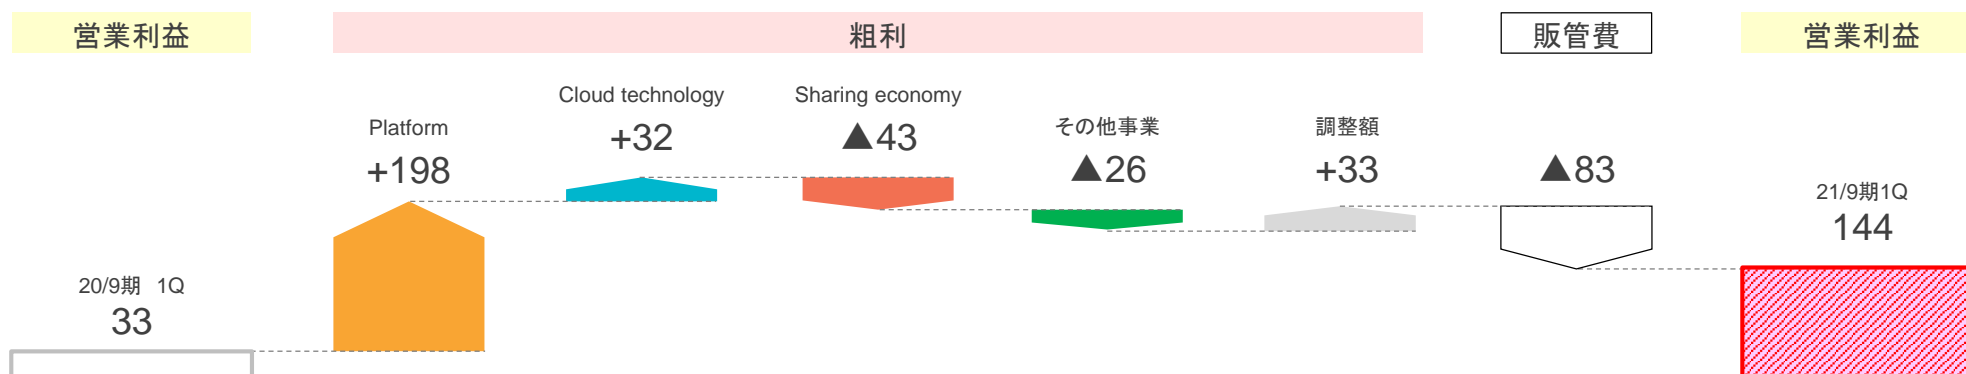 営業利益
粗利
販管費
営業利益
Platform
+198
Cloud technology
+32
Sharing economy
▲43
その他事業
▲26
調整額
+33
▲83
20/9期 1Q
33
21/9期1Q
144